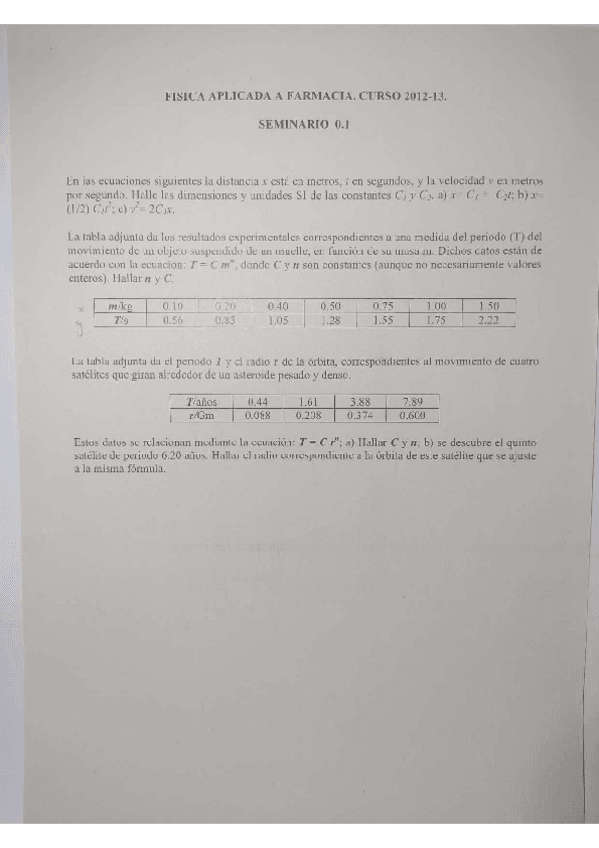 FISICA APLICADA A FARMACIA. CURSO 2012-13.
SEMINARIO 0.1
En las ecuaciones siguientes la distancia x está en metros, t en segundos, y la velocidad v en metros
por segundo. Halle las dimensiones y unidades SI de las constantes C₁ y C₂. a) x = C₁ + C₂t; b) x=
(1/2) C₁t²; c) v²= 2C₁x.
La tabla adjunta da los resultados experimentales correspondientes a una medida del periodo (T) del
movimiento de un objeto suspendido de un muelle, en función de su masa m. Dichos datos están de
acuerdo con la ecuación: T = C mⁿ, donde C y n son constantes (aunque no necesariamente valores
enteros). Hallar n y C.
x m/kg 0.10 0.20 0.40 0.50 0.75 1.00 1.50
y T/s 0.56 0.83 1.05 1.28 1.55 1.75 2.22
La tabla adjunta da el periodo T y el radio r de la órbita, correspondientes al movimiento de cuatro
satélites que giran alrededor de un asteroide pesado y denso.
T/años 0.44 1.61 3.88 7.89
r/Gm 0.088 0.208 0.374 0.600
Estos datos se relacionan mediante la ecuación: T = C rⁿ; a) Hallar C y n; b) se descubre el quinto
satélite de periodo 6.20 años. Hallar el radio correspondiente a la órbita de este satélite que se ajuste
a la misma fórmula.